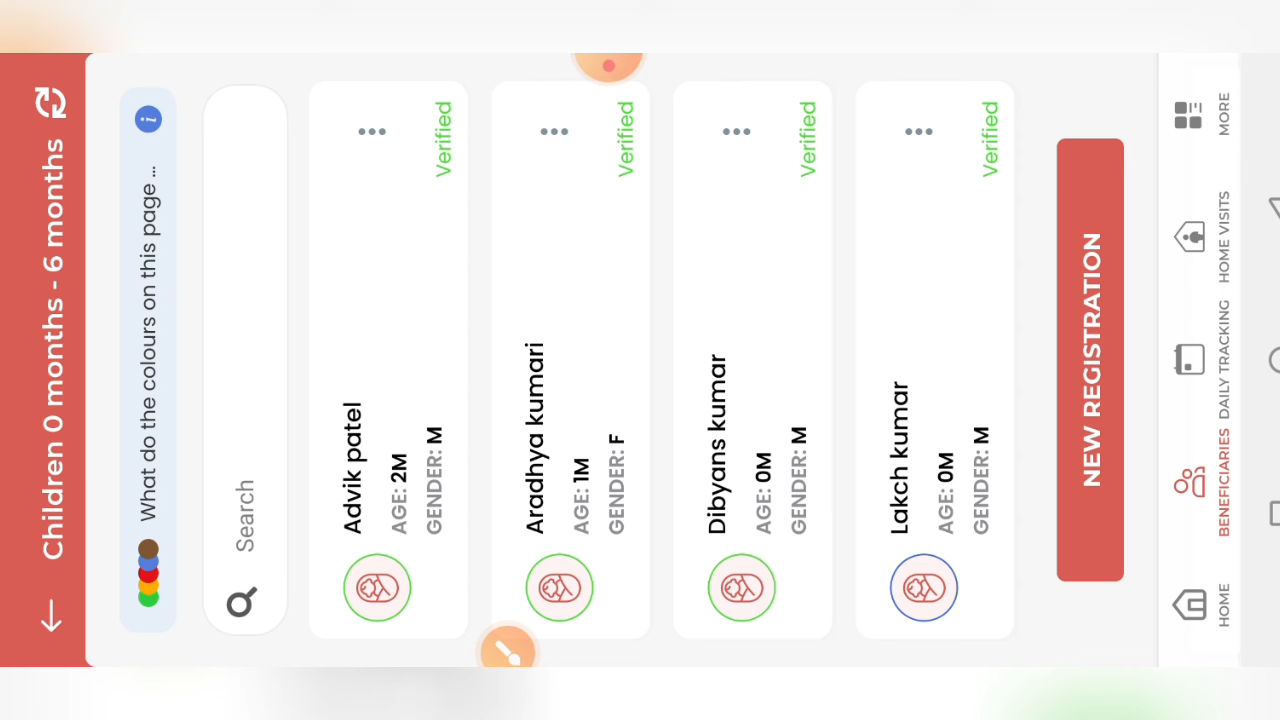 Children 0 months - 6 months
What do the colours on this page ...
Search
Advik patel
AGE: 2M
GENDER: M
Verified
Aradhya kumari
AGE: 1M
GENDER: F
Verified
Dibyans kumar
AGE: 0M
GENDER: M
Verified
Lakch kumar
AGE: 0M
GENDER: M
Verified
NEW REGISTRATION
HOME
BENEFICIARIES
DAILY TRACKING
HOME VISITS
MORE